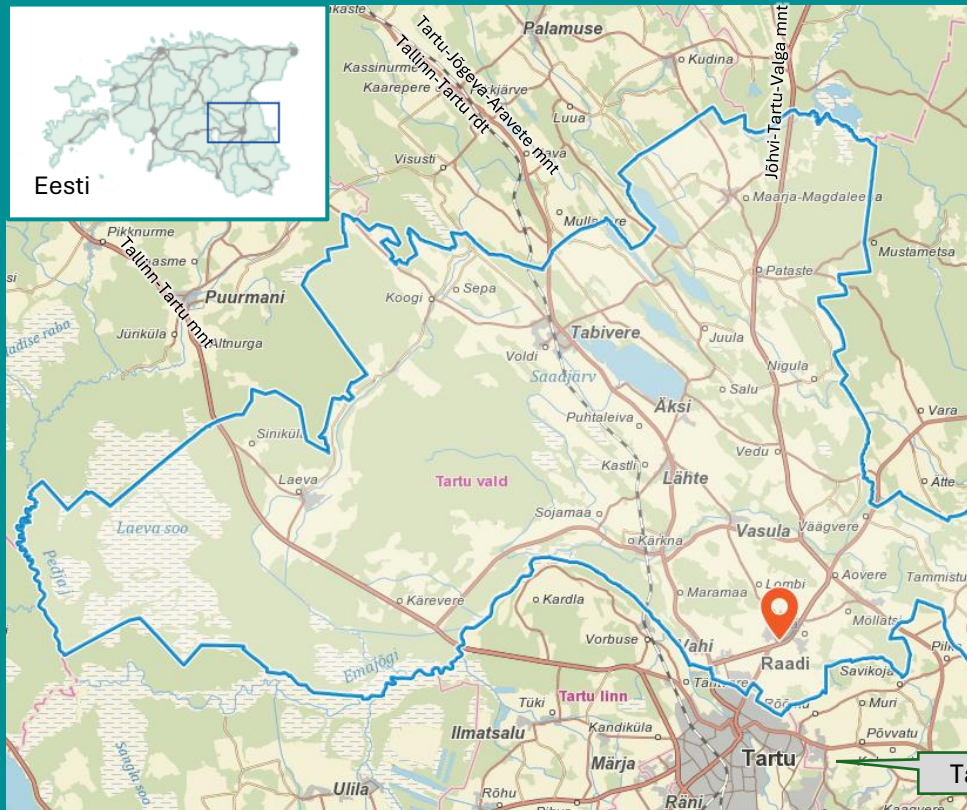 Eesti
Palamuse
Kudina
Kassinurme
Kaarepere
Luua
Visusti
Tartu-Jõgeva-Aravete mnt
Tallinn-Tartu rdt
Jõhvi-Tartu-Valga mnt
Pikknurme
Tallinn-Tartu mnt
Puurmani
Jüriküla
Altnurga
Maarja-Magdaleena
Mustametsa
Pataste
Koogi
Sepa
Tabivere
Voldi
Saadjärv
Juula
Nigula
Salu
Äksi
Puhtaleiva
Vara
Siniküla
Kastli
Vedu
Lähte
Ätte
Laeva
Tartu vald
Laeva soo
Sojamaa
Vasula
Väägvere
Kärkna
Pedja j
Aovere
Tammistu
Lombi
Maramaa
Kärevere
Kardla
Vorbuse
Vahi
Raadi
Emajõgi
Savikoja
Tartu linn
Tüki
Muri
Ilmatsalu
Kandiküla
Põvvatu
Sangla soo
Märja
Tartu
Ulila
Rõhu
Räni